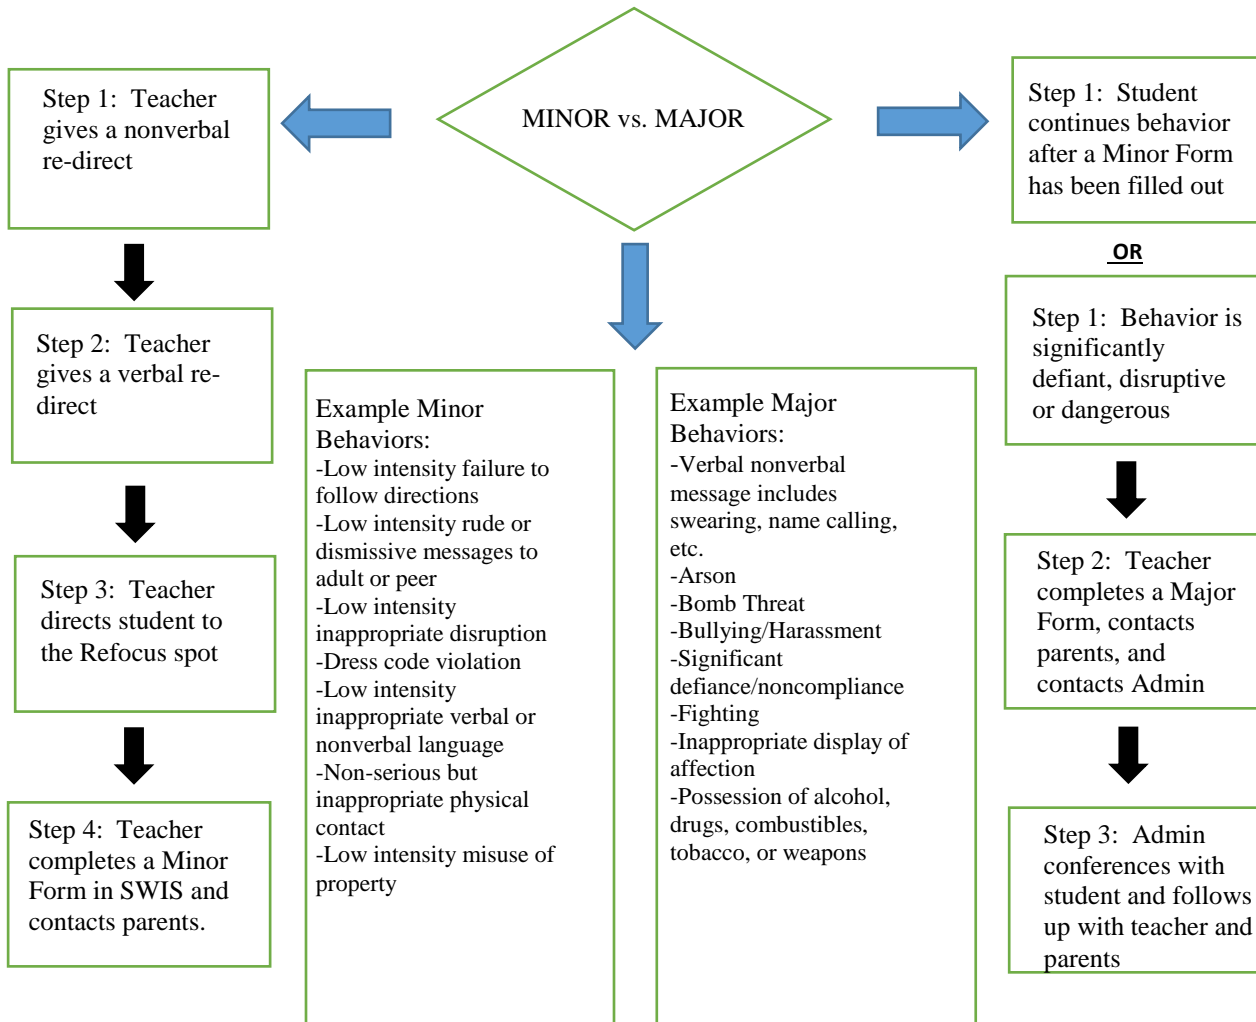 MINOR vs. MAJOR
Step 1:  Teacher
gives a nonverbal
re-direct
Step 2:  Teacher
gives a verbal re-
direct
Step 3:  Teacher
directs student to
the Refocus spot
Step 4:  Teacher
completes a Minor
Form in SWIS and
contacts parents.
Example Minor
Behaviors:
-Low intensity failure to
follow directions
-Low intensity rude or
dismissive messages to
adult or peer
-Low intensity
inappropriate disruption
-Dress code violation
-Low intensity
inappropriate verbal or
nonverbal language
-Non-serious but
inappropriate physical
contact
-Low intensity misuse of
property
Example Major
Behaviors:
-Verbal nonverbal
message includes
swearing, name calling,
etc.
-Arson
-Bomb Threat
-Bullying/Harassment
-Significant
defiance/noncompliance
-Fighting
-Inappropriate display of
affection
-Possession of alcohol,
drugs, combustibles,
tobacco, or weapons
Step 1:  Student
continues behavior
after a Minor Form
has been filled out
OR
Step 1:  Behavior is
significantly
defiant, disruptive
or dangerous
Step 2:  Teacher
completes a Major
Form, contacts
parents, and
contacts Admin
Step 3:  Admin
conferences with
student and follows
up with teacher and
parents